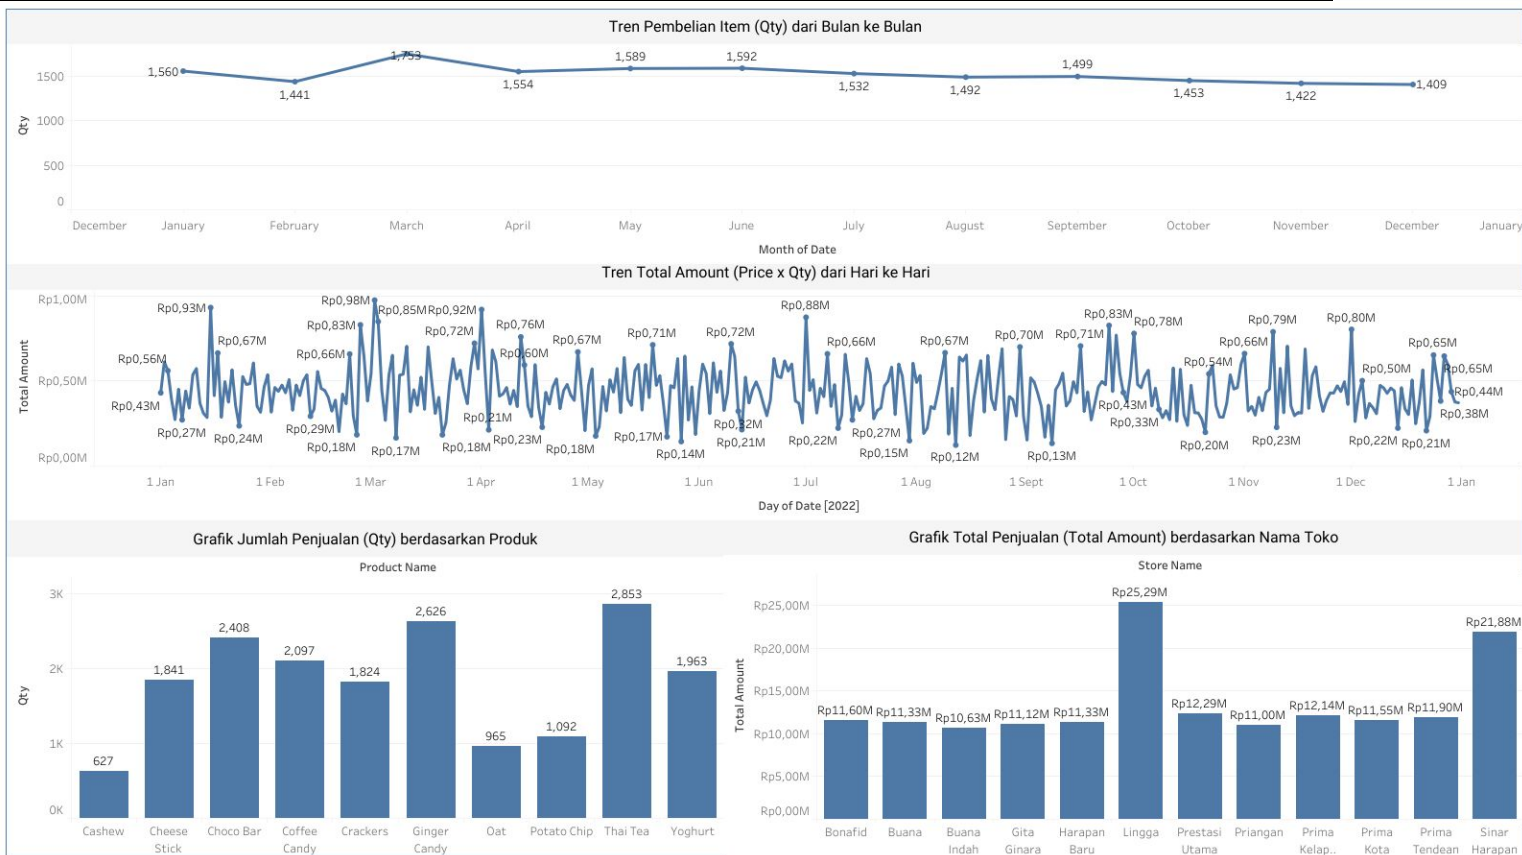 Tren Pembelian Item (Qty) dari Bulan ke Bulan
Qty
1500
1000
500
0
1,560
1,441
1,753
1,554
1,589
1,592
1,532
1,492
1,499
1,453
1,422
1,409
December January February March April May June July August September October November December January
Month of Date
Tren Total Amount (Price x Qty) dari Hari ke Hari
Total Amount
Rp1,00M
Rp0,50M
Rp0,00M
Rp0,56M
Rp0,43M
Rp0,27M
Rp0,93M
Rp0,67M
Rp0,24M
Rp0,29M
Rp0,66M
Rp0,83M
Rp0,18M
Rp0,98M
Rp0,85M
Rp0,17M
Rp0,92M
Rp0,72M
Rp0,18M
Rp0,21M
Rp0,76M
Rp0,60M
Rp0,23M
Rp0,67M
Rp0,18M
Rp0,71M
Rp0,17M
Rp0,14M
Rp0,72M
Rp0,32M
Rp0,21M
Rp0,88M
Rp0,66M
Rp0,22M
Rp0,27M
Rp0,15M
Rp0,67M
Rp0,12M
Rp0,70M
Rp0,13M
Rp0,71M
Rp0,83M
Rp0,43M
Rp0,78M
Rp0,33M
Rp0,20M
Rp0,54M
Rp0,66M
Rp0,79M
Rp0,23M
Rp0,80M
Rp0,50M
Rp0,22M
Rp0,21M
Rp0,65M
Rp0,65M
Rp0,44M
Rp0,38M
1 Jan 1 Feb 1 Mar 1 Apr 1 May 1 Jun 1 Jul 1 Aug 1 Sept 1 Oct 1 Nov 1 Dec 1 Jan
Day of Date [2022]
Grafik Jumlah Penjualan (Qty) berdasarkan Produk
Product Name
Qty
3K
2K
1K
0K
627
1,841
2,408
2,097
1,824
2,626
965
1,092
2,853
1,963
Cashew
Cheese
Stick
Choco Bar
Coffee
Candy
Crackers
Ginger
Candy
Oat
Potato Chip
Thai Tea
Yoghurt
Grafik Total Penjualan (Total Amount) berdasarkan Nama Toko
Store Name
Total Amount
Rp25,00M
Rp20,00M
Rp15,00M
Rp10,00M
Rp5,00M
Rp0,00M
Rp11,60M
Rp11,33M
Rp10,63M
Rp11,12M
Rp11,33M
Rp25,29M
Rp12,29M
Rp11,00M
Rp12,14M
Rp11,55M
Rp11,90M
Rp21,88M
Bonafid
Buana
Buana
Indah
Gita
Ginara
Harapan
Baru
Lingga
Prestasi
Utama
Priangan
Prima
Kelap..
Prima
Kota
Prima
Tendean
Sinar
Harapan